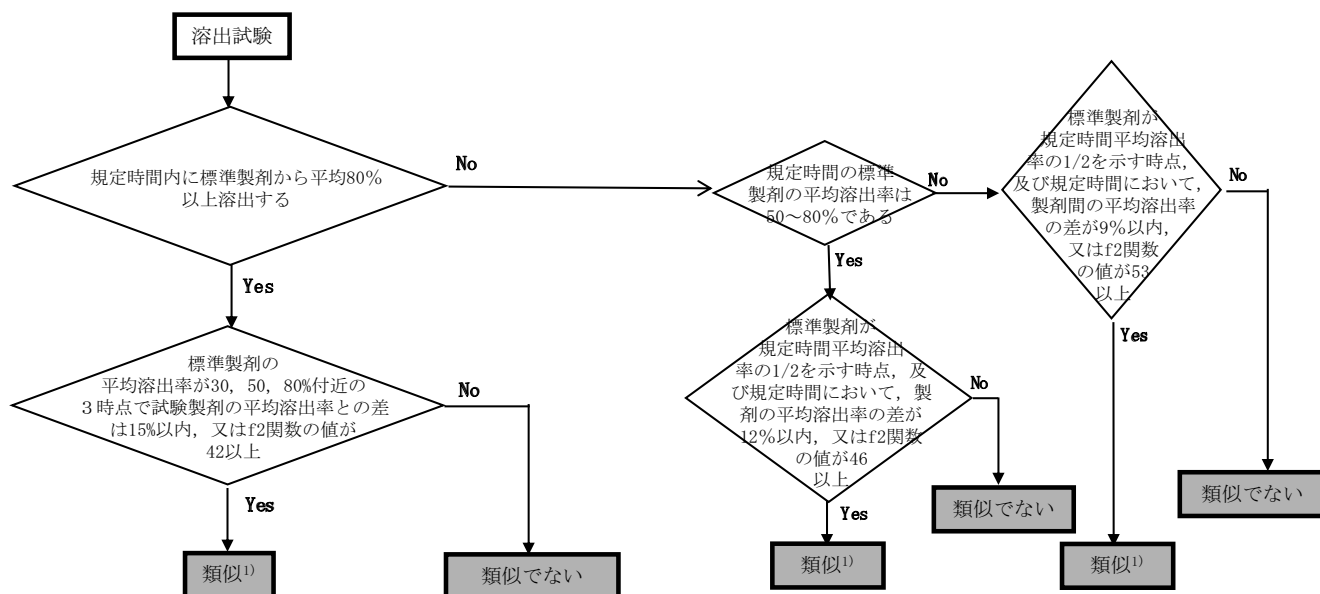 溶出試験
規定時間内に標準製剤から平均80%
以上溶出する
No
Yes
標準製剤の
平均溶出率が30, 50, 80%付近の
３時点で試験製剤の平均溶出率との差
は15%以内, 又はf2関数の値が
42以上
No
Yes
類似1)
類似でない
規定時間の標準
製剤の平均溶出率は
50～80%である
No
Yes
標準製剤が
規定時間平均溶出
率の1/2を示す時点, 及
び規定時間において, 製
剤の平均溶出率の差が
12%以内, 又はf2関数
の値が46
以上
No
Yes
類似でない
類似1)
標準製剤が
規定時間平均溶出
率の1/2を示す時点,
及び規定時間において,
製剤間の平均溶出率
の差が9%以内,
又はf2関数
の値が53
以上
No
Yes
類似でない
類似1)